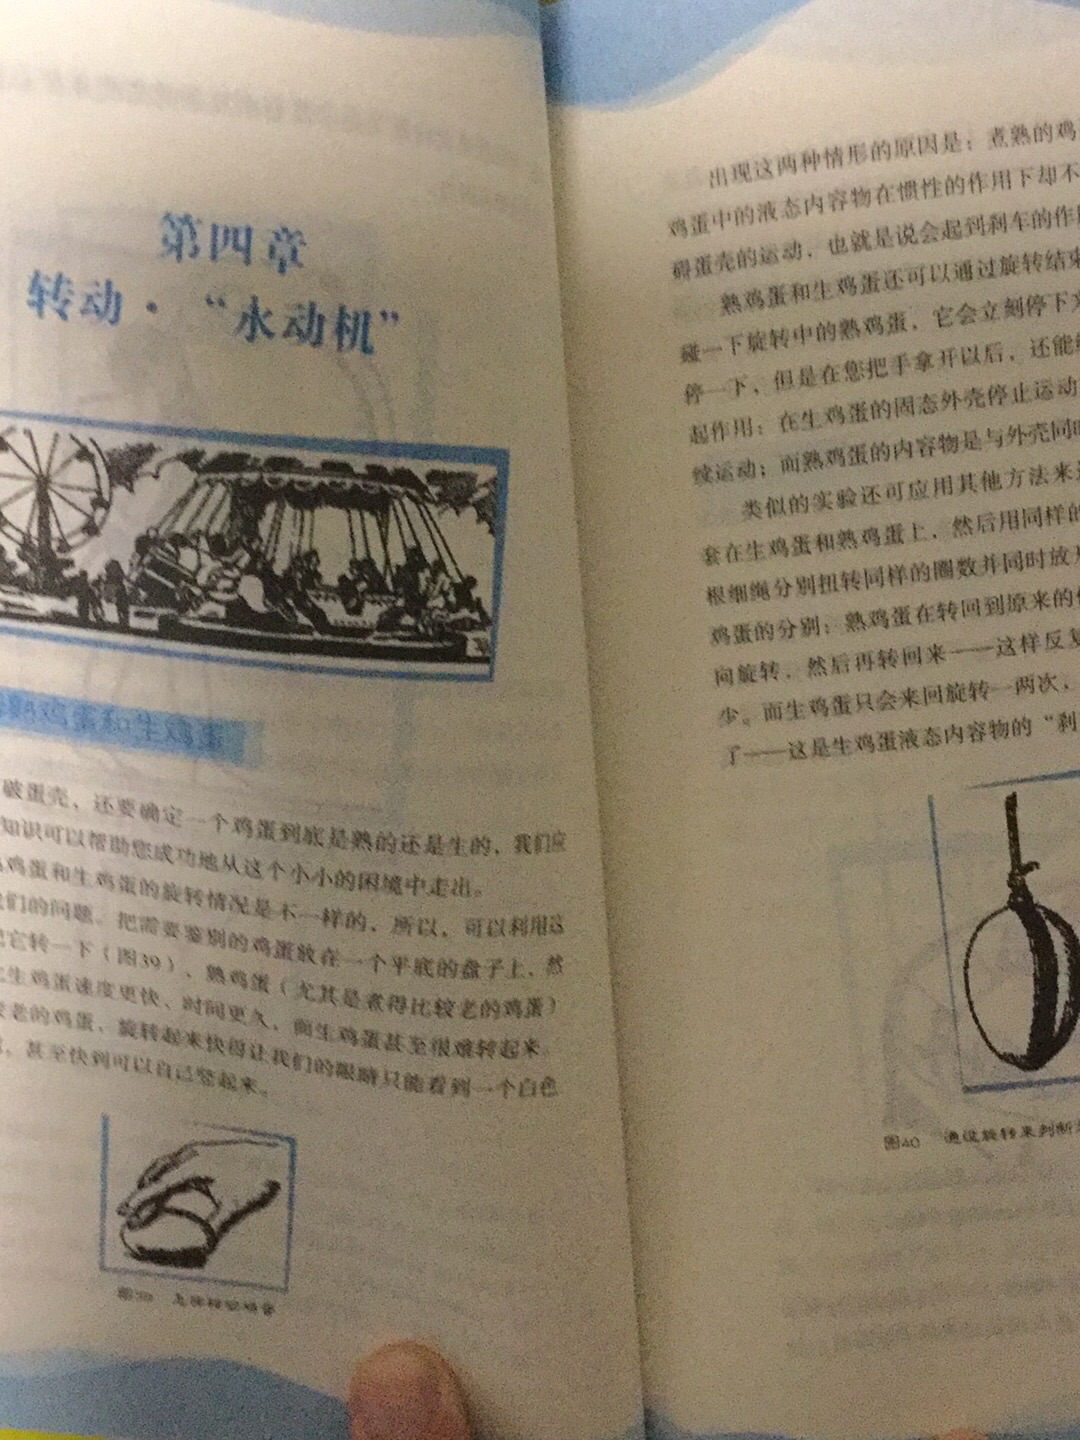 第四章
转动·“永动机”
熟鸡蛋和生鸡蛋
破蛋壳，还要确定一个鸡蛋到底是熟的还是生的，我们应
知识可以帮助您成功地从这个小小的困境中走出。
鸡蛋和生鸡蛋的旋转情况是不一样的，所以，可以利用这
们的问题。把需要鉴别的鸡蛋放在一个平底的盘子上，然
它转一下（图39），熟鸡蛋（尤其是煮得比较老的鸡蛋）
生鸡蛋速度更快、时间更久，而生鸡蛋甚至很难转起来。
老的鸡蛋，旋转起来快得让我们的眼睛只能看到一个白色
，甚至快到可以自己竖起来。
图39
出现这两种情形的原因是：煮熟的鸡
鸡蛋中的液态内容物在惯性的作用下却不
碍蛋壳的运动，也就是说会起到刹车的作
熟鸡蛋和生鸡蛋还可以通过旋转结束
碰一下旋转中的熟鸡蛋，它会立刻停下
停一下，但是在您把手拿开以后，还能
起作用：在生鸡蛋的固态外壳停止运动
续运动；而熟鸡蛋的内容物是与外壳同
类似的实验还可应用其他方法来
套在生鸡蛋和熟鸡蛋上，然后用同样的
根细绳分别扭转同样的圈数并同时放
鸡蛋的分别：熟鸡蛋在转回到原来的
向旋转，然后再转回来——这样反复
少。而生鸡蛋只会来回旋转一两次，
了——这是生鸡蛋液态内容物的“刹
图40 通过旋转来判断